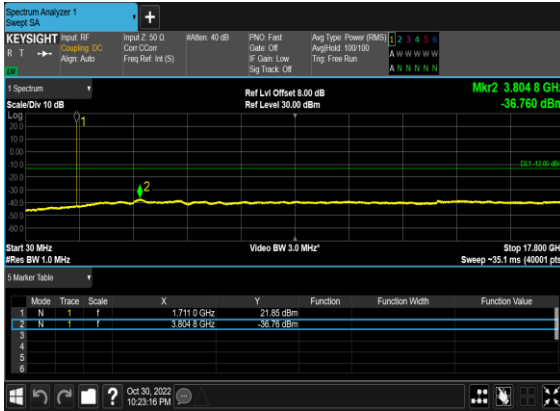 Spectrum Analyzer 1
Swept SA
+
KEYSIGHT Input: RF Input Z: 50 Ω #Atten: 40 dB PNO: Fast Avg Type: Power (RMS) 1 2 3 4 5 6
R T Coupling: DC Corr CCorr Gate: Off Avg|Hold: 100/100 A W W W W W
Align: Auto Freq Ref: Int (S) IF Gain: Low Trig: Free Run
Sig Track: Off A N N N N N
1 Spectrum
Ref Lvl Offset 8.00 dB Mkr2 3.804 8 GHz
Scale/Div 10 dB Ref Level 30.00 dBm -36.760 dBm
Log
20.0
10.0
0.00
-10.0
DL1 -13.00 dBm
-20.0
-30.0
-40.0
-50.0
-60.0
1
2
Start 30 MHz Video BW 3.0 MHz* Stop 17.800 GHz
#Res BW 1.0 MHz Sweep ~35.1 ms (40001 pts)
5 Marker Table
Mode Trace Scale X Y Function Function Width Function Value
1 N 1 f 1.711 0 GHz 21.85 dBm
2 N 1 f 3.804 8 GHz -36.76 dBm
3
4
5
6
? Oct 30, 2022
10:23:16 PM